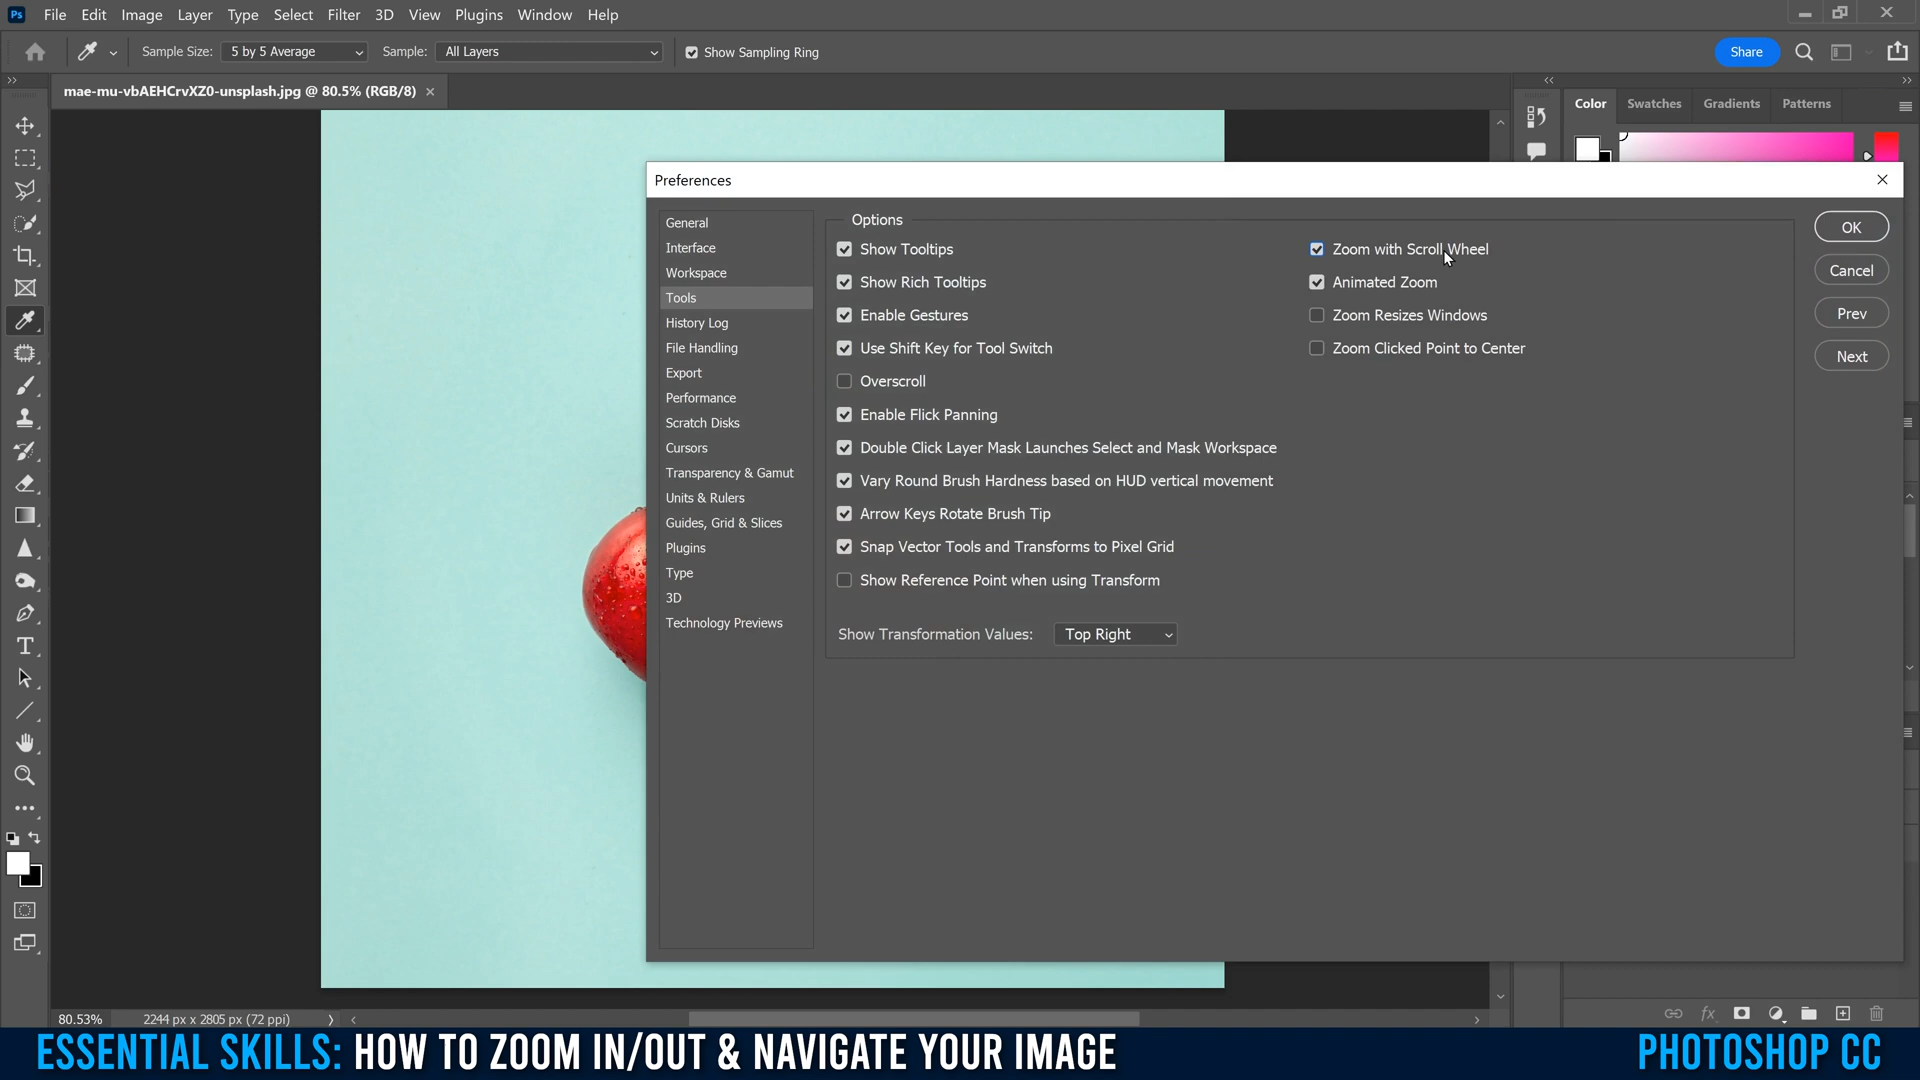 Ps File Edit Image Layer Type Select Filter 3D View Plugins Window Help
Sample Size: 5 by 5 Average Sample: All Layers Show Sampling Ring Share
mae-mu-vbAEHCrvXZ0-unsplash.jpg @ 80.5% (RGB/8)
Color Swatches Gradients Patterns
Preferences
General
Interface
Workspace
Tools
History Log
File Handling
Export
Performance
Scratch Disks
Cursors
Transparency & Gamut
Units & Rulers
Guides, Grid & Slices
Plugins
Type
3D
Technology Previews
Options
Show Tooltips
Show Rich Tooltips
Enable Gestures
Use Shift Key for Tool Switch
Overscroll
Enable Flick Panning
Double Click Layer Mask Launches Select and Mask Workspace
Vary Round Brush Hardness based on HUD vertical movement
Arrow Keys Rotate Brush Tip
Snap Vector Tools and Transforms to Pixel Grid
Show Reference Point when using Transform
Show Transformation Values: Top Right
Zoom with Scroll Wheel
Animated Zoom
Zoom Resizes Windows
Zoom Clicked Point to Center
OK
Cancel
Prev
Next
80.53% 2244 px x 2805 px (72 ppi)
fx
ESSENTIAL SKILLS: HOW TO ZOOM IN/OUT & NAVIGATE YOUR IMAGE
PHOTOSHOP CC